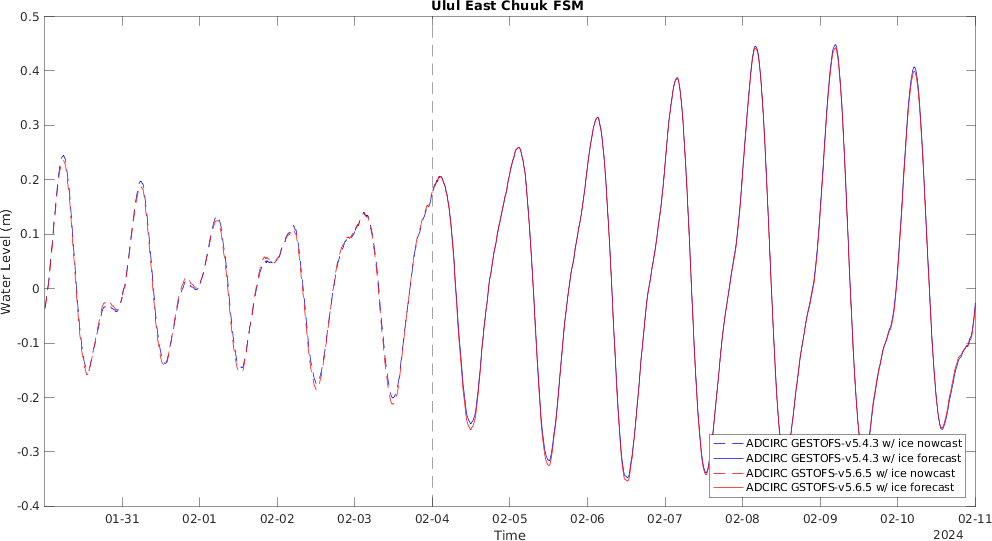 Ulul East Chuuk FSM
0.5
0.4
0.3
0.2
0.1
0
-0.1
-0.2
-0.3
-0.4
Water Level (m)
ADCIRC GESTOFS-v5.4.3 w/ ice nowcast
ADCIRC GESTOFS-v5.4.3 w/ ice forecast
ADCIRC GSTOFS-v5.6.5 w/ ice nowcast
ADCIRC GSTOFS-v5.6.5 w/ ice forecast
01-31 02-01 02-02 02-03 02-04 02-05 02-06 02-07 02-08 02-09 02-10 02-11
Time
2024